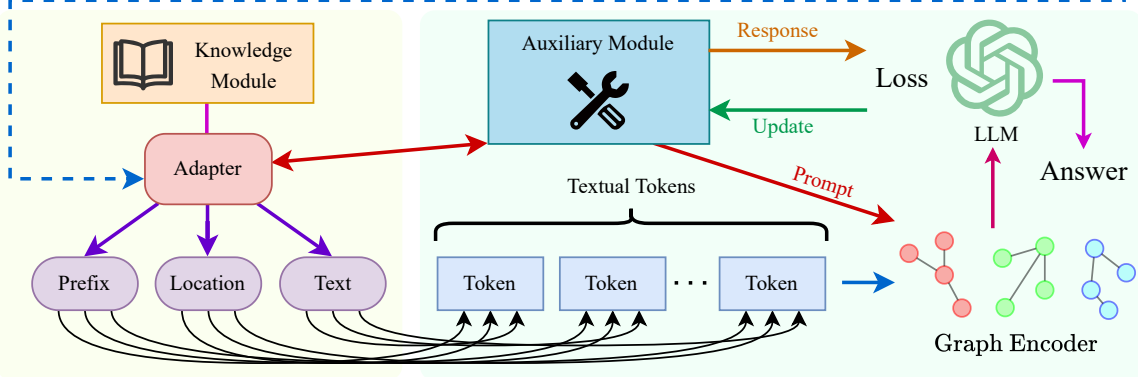 Knowledge
Module
Auxiliary Module
Response
Loss
Update
LLM
Answer
Adapter
Prompt
Textual Tokens
Prefix
Location
Text
Token
Token
...
Token
Graph Encoder